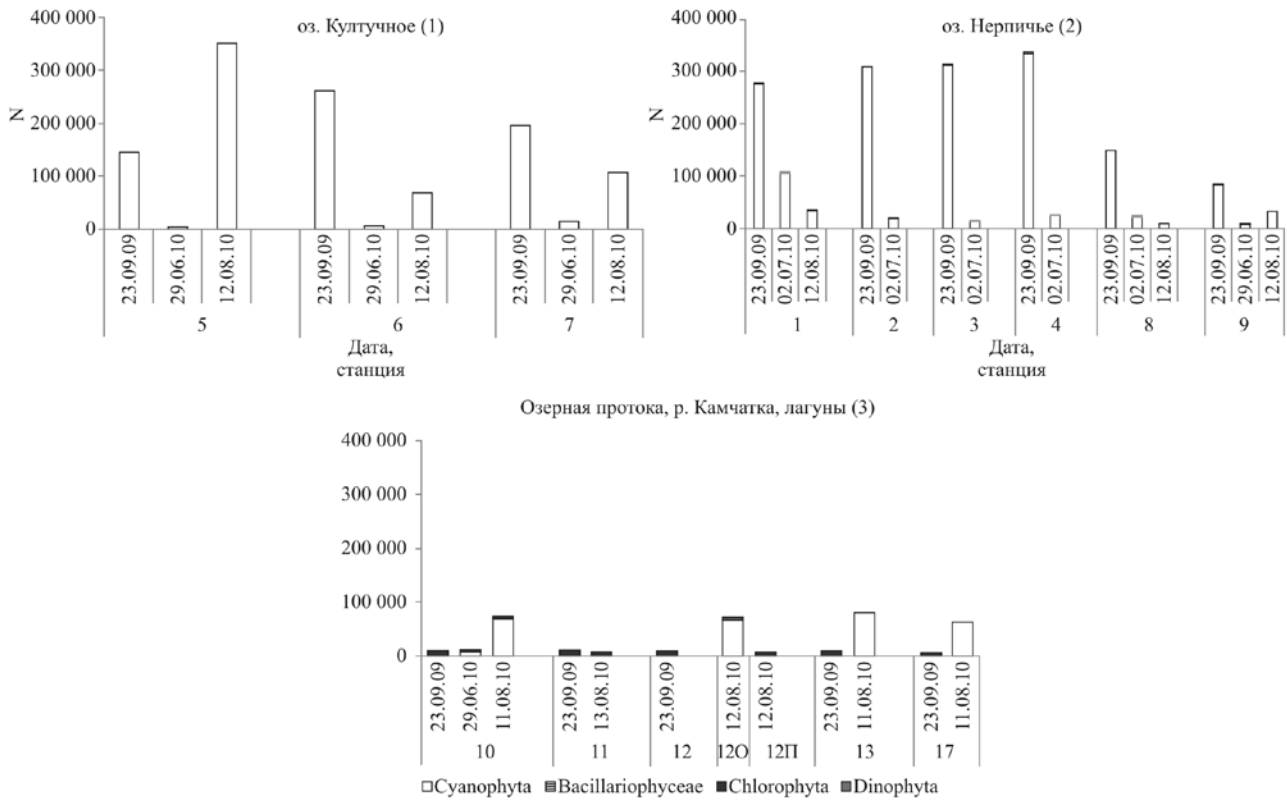 оз. Култучное (1)
N
400 000
300 000
200 000
100 000
0
23.09.09 29.06.10 12.08.10 23.09.09 29.06.10 12.08.10 23.09.09 29.06.10 12.08.10
5 6 7
Дата,
станция
оз. Нерпичье (2)
N
400 000
300 000
200 000
100 000
0
23.09.09 02.07.10 12.08.10 23.09.09 02.07.10 23.09.09 02.07.10 23.09.09 02.07.10 23.09.09 02.07.10 12.08.10 23.09.09 29.06.10 12.08.10
1 2 3 4 8 9
Дата,
станция
Озерная протока, р. Камчатка, лагуны (3)
400 000
300 000
200 000
100 000
0
23.09.09 29.06.10 11.08.10 23.09.09 13.08.10 23.09.09 12.08.10 12.08.10 23.09.09 11.08.10 23.09.09 11.08.10
10 11 12 12О 12П 13 17
Cyanophyta Bacillariophyceae Chlorophyta Dinophyta